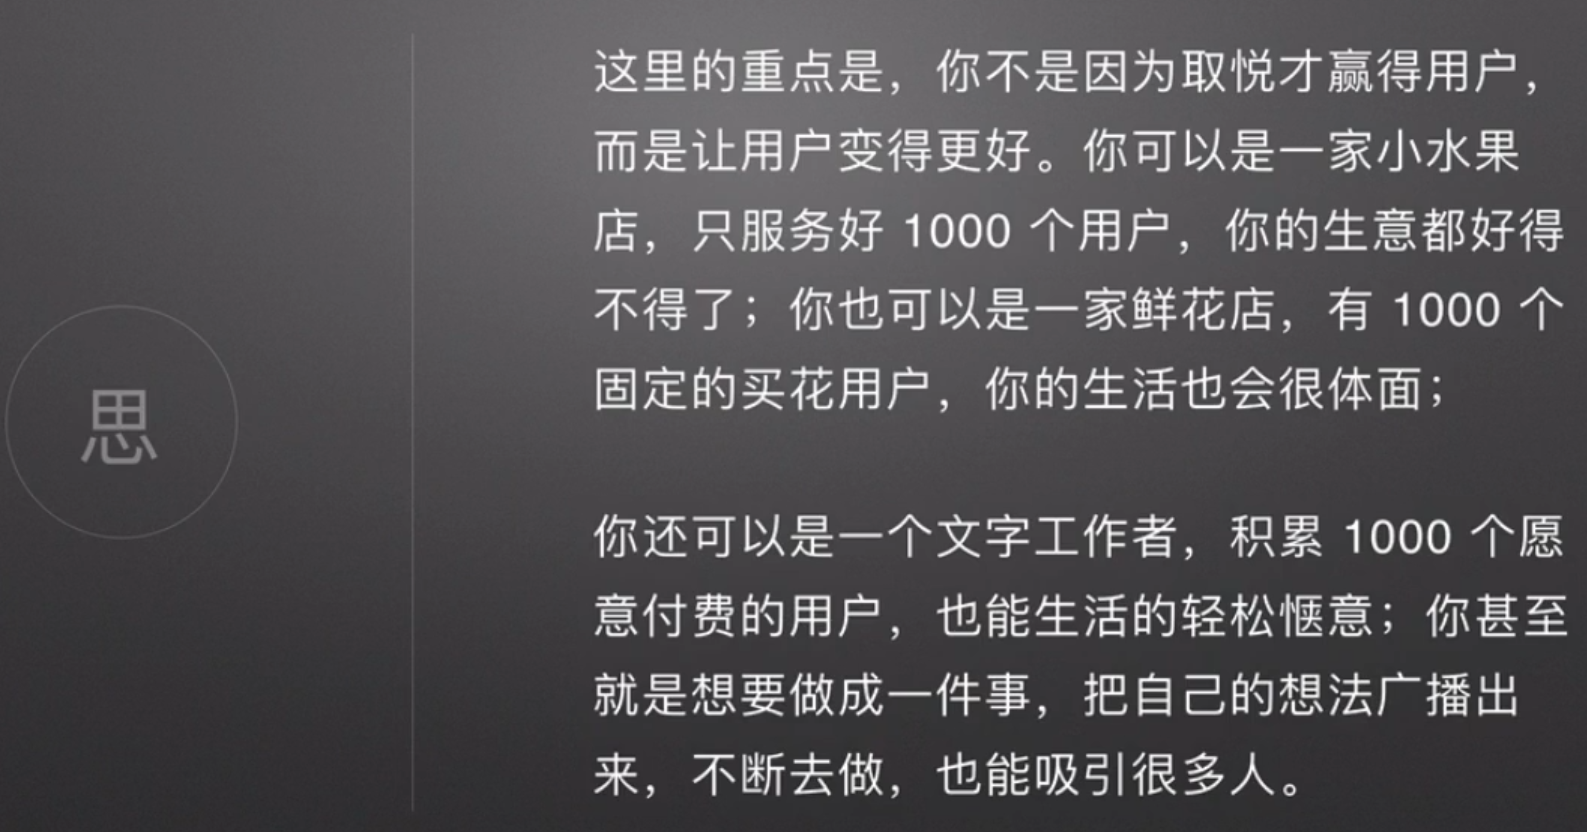 思
这里的重点是，你不是因为取悦才赢得用户，
而是让用户变得更好。你可以是一家小水果
店，只服务好 1000 个用户，你的生意都好得
不得了；你也可以是一家鲜花店，有 1000 个
固定的买花用户，你的生活也会很体面；
你还可以是一个文字工作者，积累 1000 个愿
意付费的用户，也能生活的轻松惬意；你甚至
就是想要做成一件事，把自己的想法广播出
来，不断去做，也能吸引很多人。